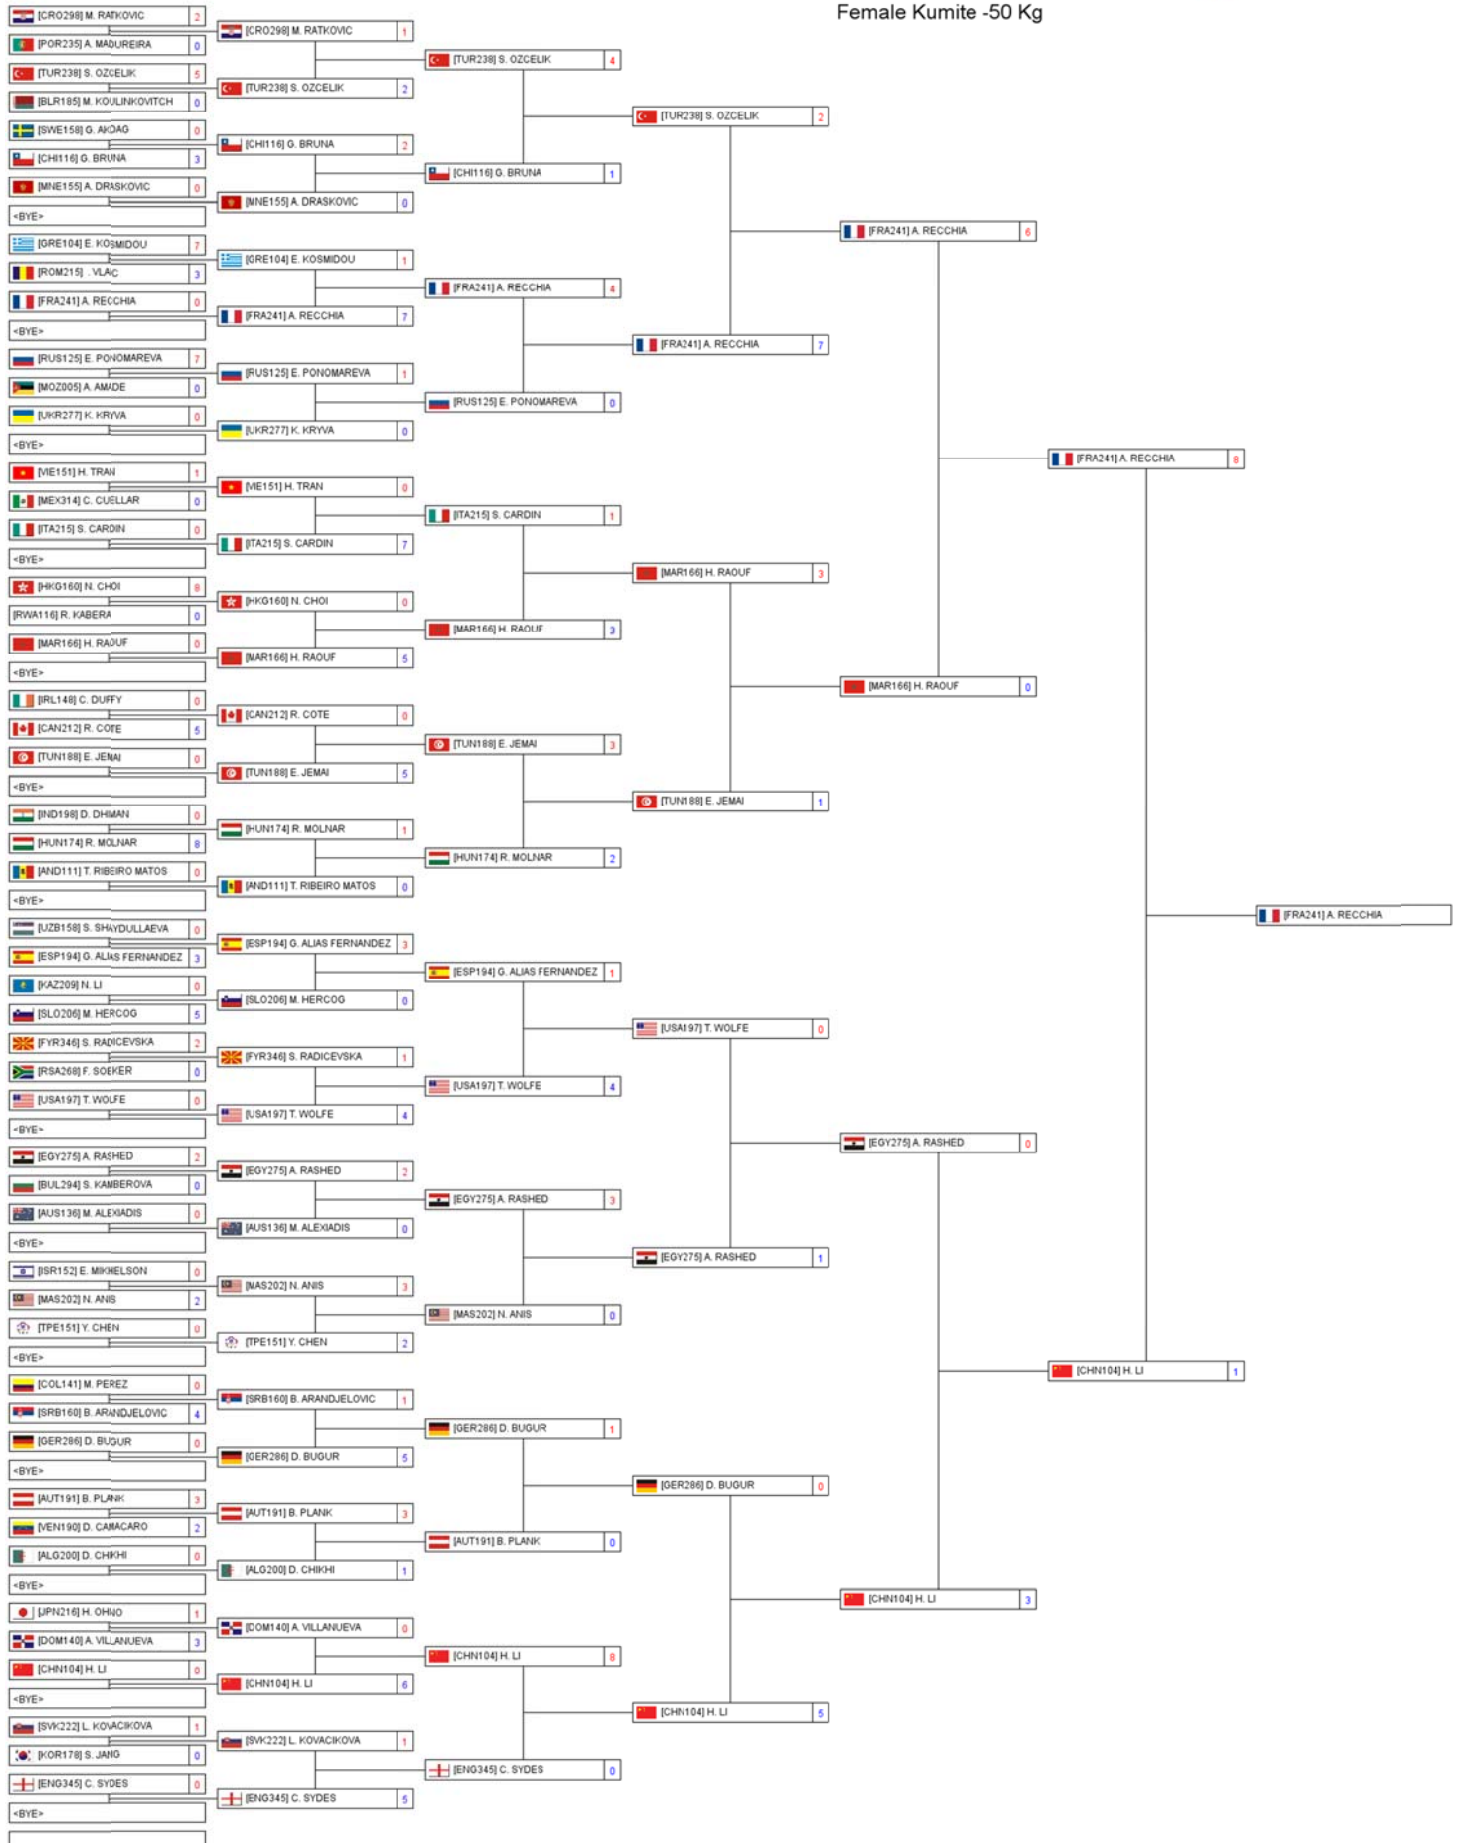 Female Kumite -50 Kg
[CRO298] M. RATKOVIC 2
[POR235] A. MADUREIRA 0
[TUR238] S. OZCELIK 5
[BLR185] M. KOULINKOVITCH 0
[SWE158] G. AKDAG 0
[CHI116] G. BRUNA 3
[MNE155] A. DRASKOVIC 0
<BYE>
[GRE104] E. KOSMIDOU 7
[ROM215] . VLAC 3
[FRA241] A. RECCHIA 0
<BYE>
[RUS125] E. PONOMAREVA 7
[MOZ005] A. AMADE 0
[UKR277] K. KRYVA 0
<BYE>
[VIE151] H. TRAN 1
[MEX314] C. CUELLAR 0
[ITA215] S. CARDIN 0
<BYE>
[HKG160] N. CHOI 8
[RWA116] R. KABERA 0
[MAR166] H. RAOUF 0
<BYE>
[IRL148] C. DUFFY 0
[CAN212] R. COTE 5
[TUN188] E. JEMAI 0
<BYE>
[IND198] D. DHIMAN 0
[HUN174] R. MOLNAR 8
[AND111] T. RIBEIRO MATOS 0
<BYE>
[UZB158] S. SHAYDULLAEVA 0
[ESP194] G. ALIAS FERNANDEZ 3
[KAZ209] N. LI 0
[SLO206] M. HERCOG 5
[FYR346] S. RADICEVSKA 2
[RSA268] F. SOEKER 0
[USA197] T. WOLFE 0
<BYE>
[EGY275] A. RASHED 2
[BUL294] S. KAMBEROVA 0
[AUS136] M. ALEXIADIS 0
<BYE>
[ISR152] E. MIKHELSON 0
[MAS202] N. ANIS 2
[TPE151] Y. CHEN 0
<BYE>
[COL141] M. PEREZ 0
[SRB160] B. ARANDJELOVIC 4
[GER286] D. BUGUR 0
<BYE>
[AUT191] B. PLANK 3
[VEN190] D. CAMACARO 2
[ALG200] D. CHIKHI 0
<BYE>
[JPN216] H. OHNO 1
[DOM140] A. VILLANUEVA 3
[CHN104] H. LI 0
<BYE>
[SVK222] L. KOVACIKOVA 1
[KOR178] S. JANG 0
[ENG345] C. SYDES 0
<BYE>
[CRO298] M. RATKOVIC 1
[TUR238] S. OZCELIK 2
[CHI116] G. BRUNA 2
[MNE155] A. DRASKOVIC 0
[GRE104] E. KOSMIDOU 1
[FRA241] A. RECCHIA 7
[RUS125] E. PONOMAREVA 1
[UKR277] K. KRYVA 0
[VIE151] H. TRAN 0
[ITA215] S. CARDIN 7
[HKG160] N. CHOI 0
[MAR166] H. RAOUF 5
[CAN212] R. COTE 0
[TUN188] E. JEMAI 5
[HUN174] R. MOLNAR 1
[AND111] T. RIBEIRO MATOS 0
[ESP194] G. ALIAS FERNANDEZ 3
[SLO206] M. HERCOG 0
[FYR346] S. RADICEVSKA 1
[USA197] T. WOLFE 4
[EGY275] A. RASHED 2
[AUS136] M. ALEXIADIS 0
[MAS202] N. ANIS 3
[TPE151] Y. CHEN 2
[SRB160] B. ARANDJELOVIC 1
[GER286] D. BUGUR 5
[AUT191] B. PLANK 3
[ALG200] D. CHIKHI 1
[DOM140] A. VILLANUEVA 0
[CHN104] H. LI 6
[SVK222] L. KOVACIKOVA 1
[ENG345] C. SYDES 5
[TUR238] S. OZCELIK 4
[CHI116] G. BRUNA 1
[FRA241] A. RECCHIA 4
[RUS125] E. PONOMAREVA 0
[ITA215] S. CARDIN 1
[MAR166] H. RAOUF 3
[TUN188] E. JEMAI 3
[HUN174] R. MOLNAR 2
[ESP194] G. ALIAS FERNANDEZ 1
[USA197] T. WOLFE 4
[EGY275] A. RASHED 3
[MAS202] N. ANIS 0
[GER286] D. BUGUR 1
[AUT191] B. PLANK 0
[CHN104] H. LI 8
[ENG345] C. SYDES 0
[TUR238] S. OZCELIK 2
[FRA241] A. RECCHIA 7
[MAR166] H. RAOUF 3
[TUN188] E. JEMAI 1
[USA197] T. WOLFE 0
[EGY275] A. RASHED 1
[GER286] D. BUGUR 0
[CHN104] H. LI 5
[FRA241] A. RECCHIA 6
[MAR166] H. RAOUF 0
[EGY275] A. RASHED 0
[CHN104] H. LI 3
[FRA241] A. RECCHIA 8
[CHN104] H. LI 1
[FRA241] A. RECCHIA